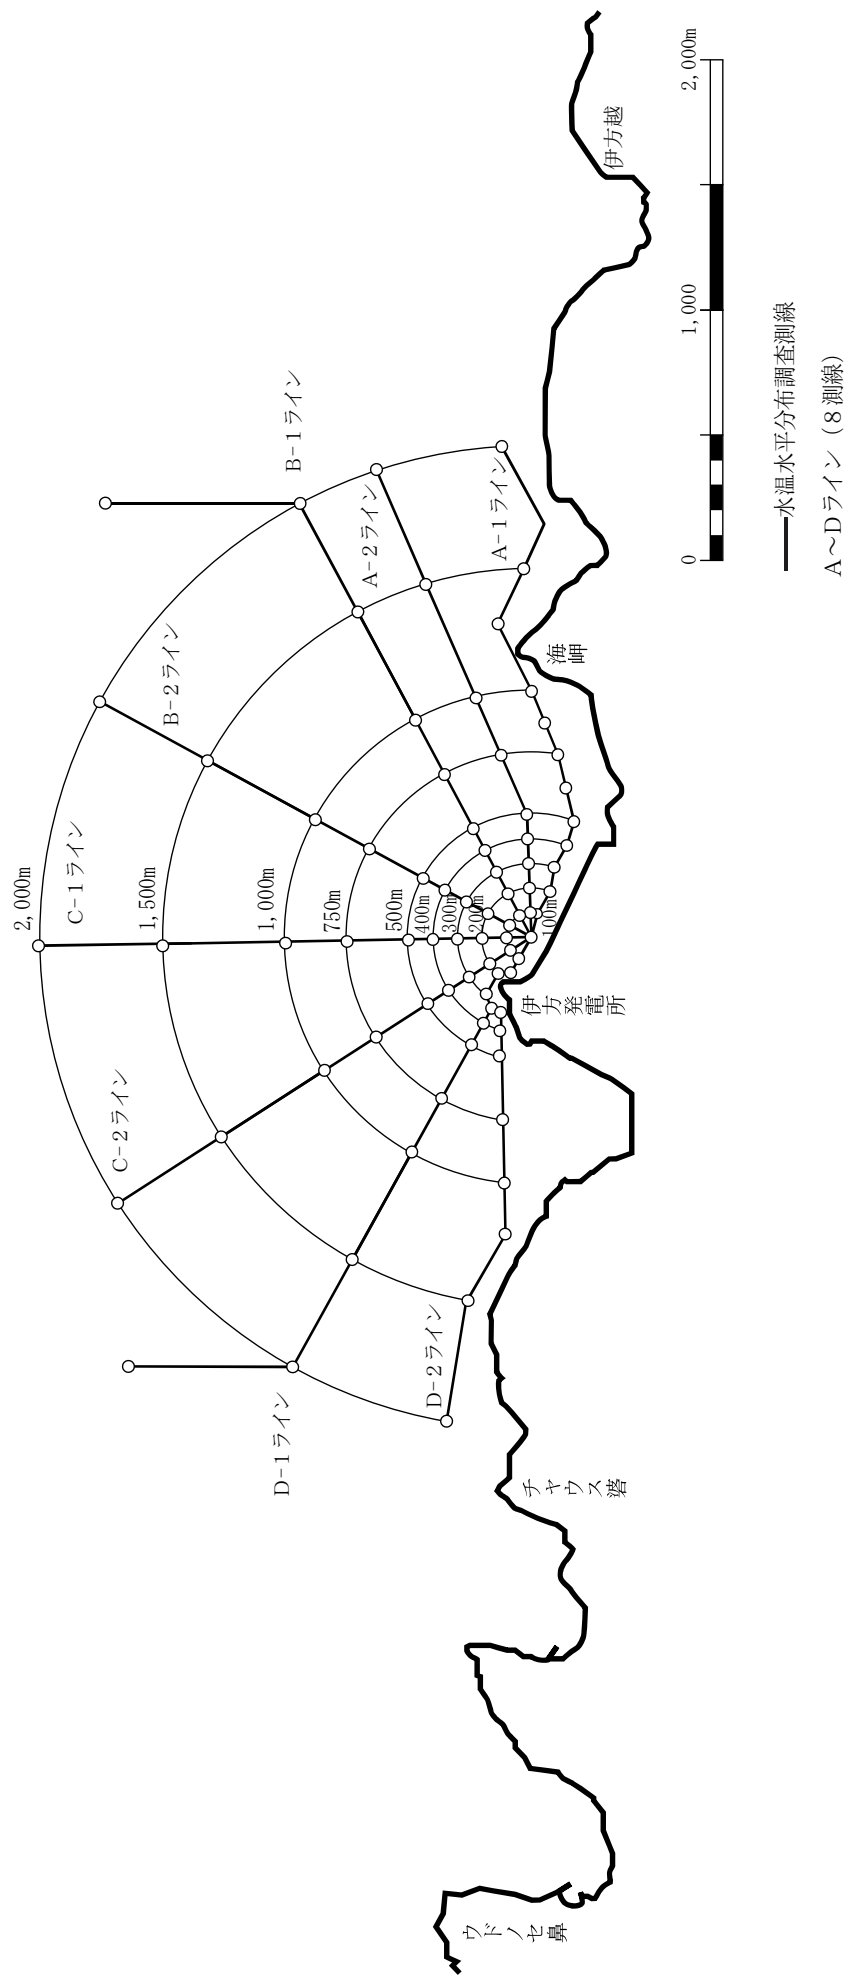 2,000m
1,500m
1,000m
750m
500m
400m
300m
200m
100m
A-1ライン
A-2ライン
B-1ライン
B-2ライン
C-1ライン
C-2ライン
D-1ライン
D-2ライン
ウドノセ鼻
チャウス碆
伊方発電所
海岬
伊方越
0
1,000
2,000m
水温水平分布調査測線
A~Dライン(8測線)